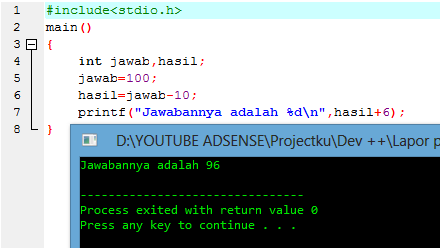 1 #include<stdio.h>
2 main()
3 {
4 int jawab,hasil;
5 jawab=100;
6 hasil=jawab-10;
7 printf("Jawabannya adalah %d\n",hasil+6);
8 }
D:\YOUTUBE ADSENSE\Projectku\Dev ++\Lapor p
Jawabannya adalah 96
--------------------------------
Process exited with return value 0
Press any key to continue . . .